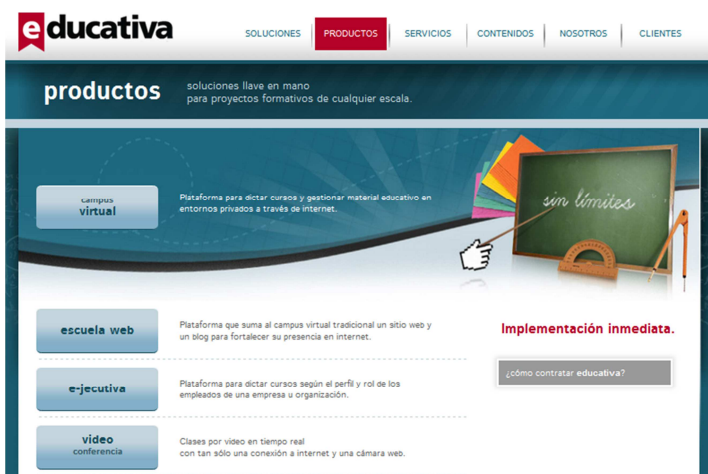 educativa
SOLUCIONES PRODUCTOS SERVICIOS CONTENIDOS NOSOTROS CLIENTES
productos
soluciones llave en mano
para proyectos formativos de cualquier escala.
campus
virtual
Plataforma para dictar cursos y gestionar material educativo en
entornos privados a través de internet.
sin límites
escuela web
Plataforma que suma al campus virtual tradicional un sitio web y
un blog para fortalecer su presencia en internet.
Implementación inmediata.
¿cómo contratar educativa?
e-jecutiva
Plataforma para dictar cursos según el perfil y rol de los
empleados de una empresa u organización.
video
conferencia
Clases por video en tiempo real
con tan sólo una conexión a internet y una cámara web.